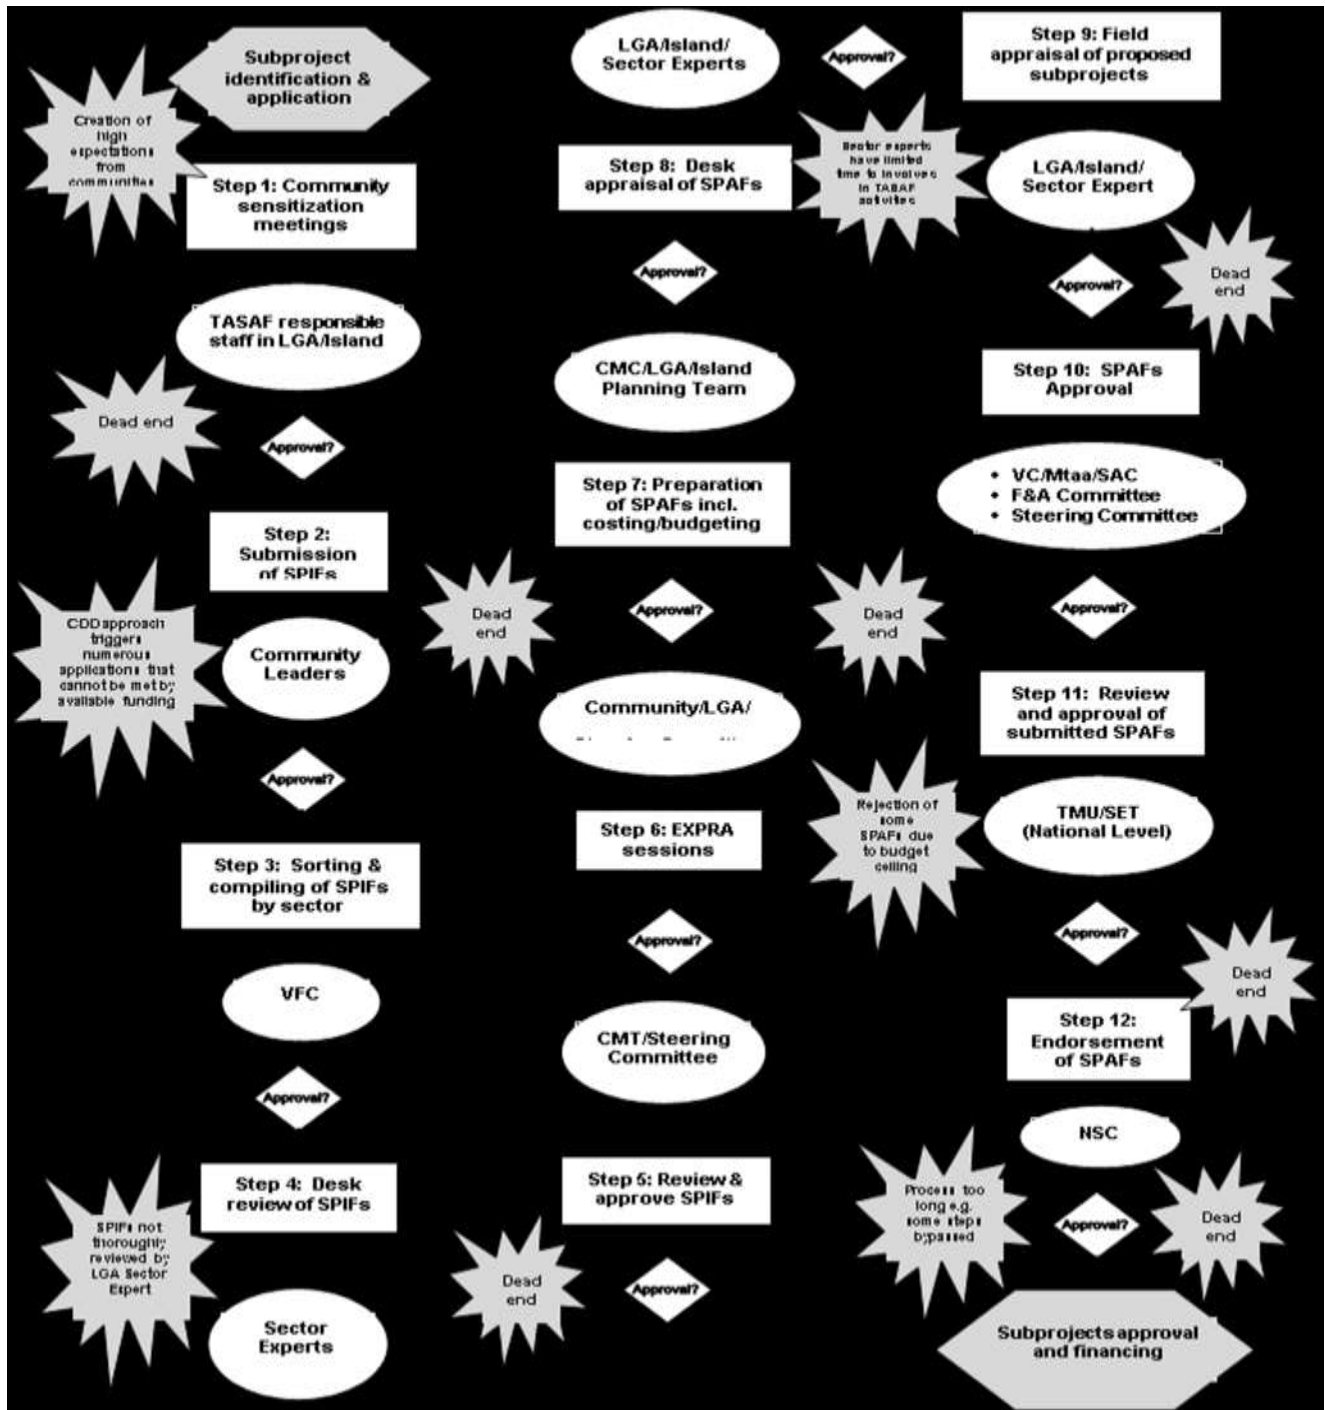 Subproject
identification &
application
Creation of
high
expectations
from
communities
Step 1: Community
sensitization
meetings
TASAF responsible
staff in LGA/Island
Dead end
Approval?
Step 2:
Submission
of SPIFs
CDD approach
triggers
numerous
applications that
cannot be met by
available funding
Community
Leaders
Approval?
Step 3: Sorting &
compiling of SPIFs
by sector
VFC
Approval?
Step 4: Desk
review of SPIFs
SPIFs not
thoroughly
reviewed by
LGA Sector
Expert
Sector
Experts
LGA/Island/
Sector Experts
Approval?
Step 8: Desk
appraisal of SPAFs
Sector experts
have limited
time to involves
in TASAF
activities
Approval?
CMC/LGA/Island
Planning Team
Step 7: Preparation
of SPAFs incl.
costing/budgeting
Dead
end
Approval?
Dead
end
Community/LGA/
Step 6: EXPRA
sessions
Approval?
CMT/Steering
Committee
Step 5: Review &
approve SPIFs
Dead
end
Approval?
Step 9: Field
appraisal of proposed
subprojects
LGA/Island/
Sector Expert
Dead
end
Approval?
Step 10: SPAFs
Approval
• VC/Mtaa/SAC
• F&A Committee
• Steering Committee
Approval?
Step 11: Review
and approval of
submitted SPAFs
Rejection of
some
SPAFs due
to budget
ceiling
TMU/SET
(National Level)
Approval?
Dead
end
Step 12:
Endorsement
of SPAFs
NSC
Process too
long e.g.
some steps
bypassed
Approval?
Dead
end
Subprojects approval
and financing